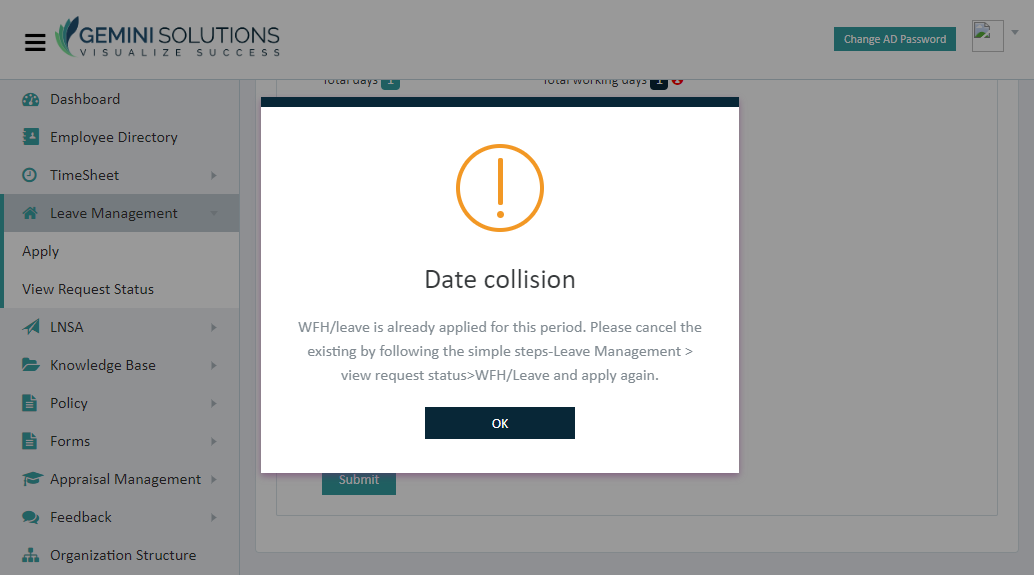 GEMINI SOLUTIONS
VISUALIZE SUCCESS
Change AD Password
Total days 1
Total working days 1
Dashboard
Employee Directory
TimeSheet
Leave Management
Apply
View Request Status
LNSA
Knowledge Base
Policy
Forms
Appraisal Management
Feedback
Organization Structure
Date collision
WFH/leave is already applied for this period. Please cancel the
existing by following the simple steps-Leave Management >
view request status>WFH/Leave and apply again.
OK
Submit